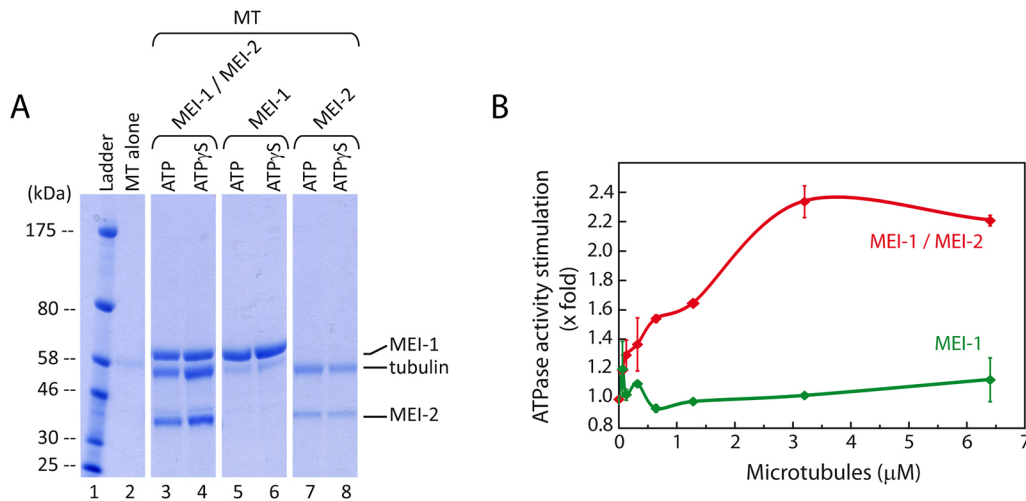 A
MT
MEI-1 / MEI-2
MEI-1
MEI-2
Ladder
MT alone
ATP
ATPγS
ATP
ATPγS
ATP
ATPγS
(kDa)
175 --
80 --
58 --
46 --
30 --
25 --
MEI-1
tubulin
MEI-2
1 2 3 4 5 6 7 8
B
ATPase activity stimulation
(x fold)
2.4
2.2
2.0
1.8
1.6
1.4
1.2
1.0
0.8
MEI-1 / MEI-2
MEI-1
0 1 2 3 4 5 6 7
Microtubules (μM)